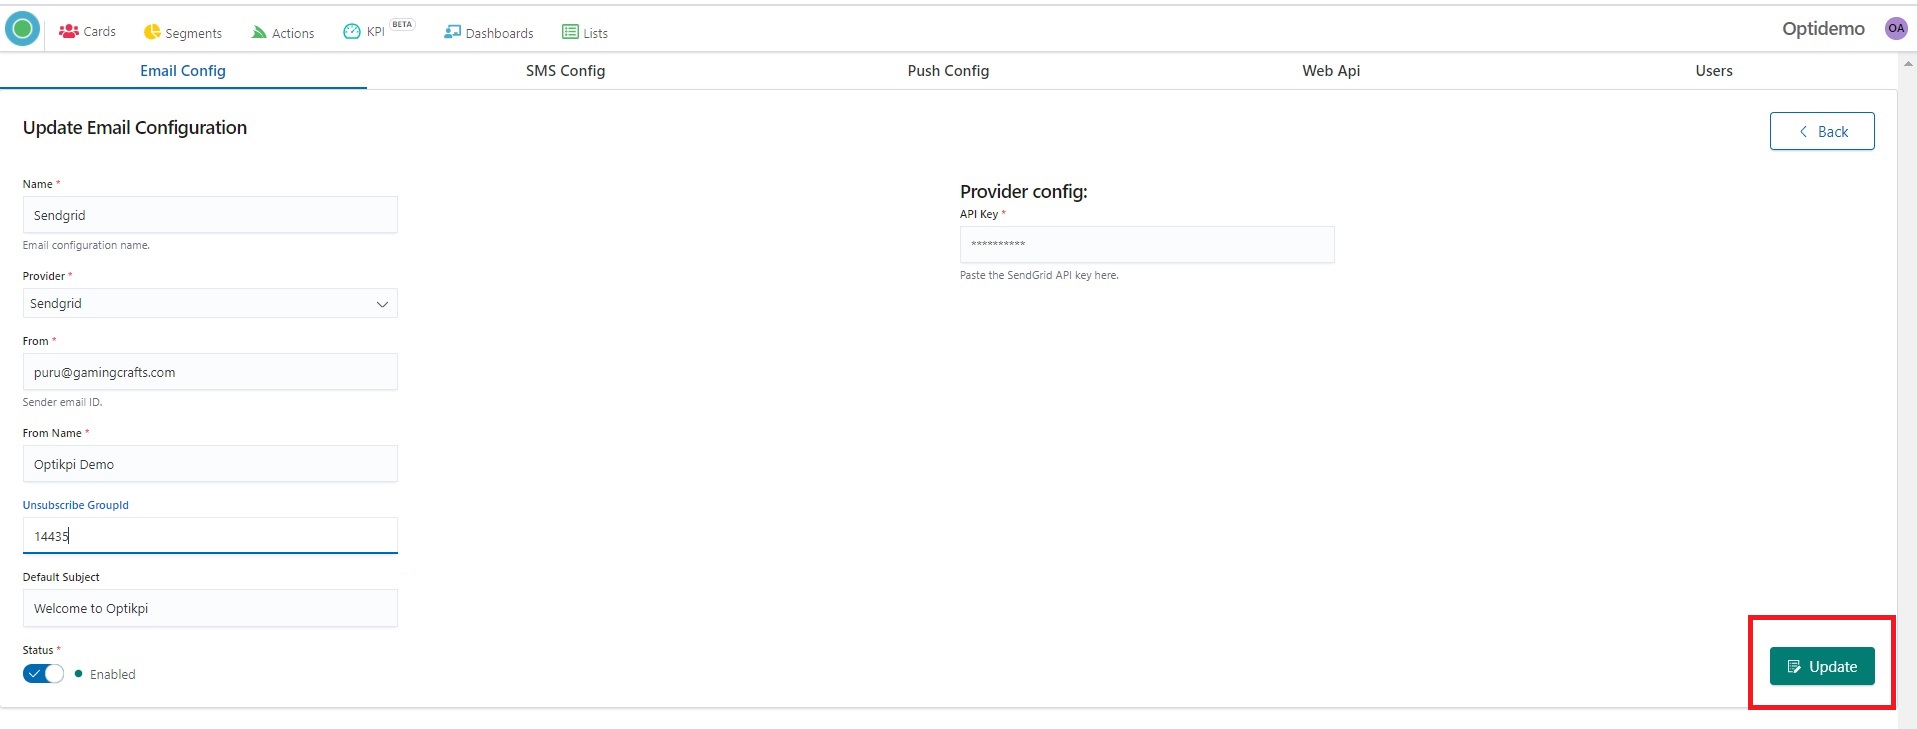 Cards Segments Actions KPI BETA Dashboards Lists Optidemo OA
Email Config SMS Config Push Config Web Api Users
Update Email Configuration
Back
Name *
Sendgrid
Email configuration name.
Provider *
Sendgrid
From *
puru@gamingcrafts.com
Sender email ID.
From Name *
Optikpi Demo
Unsubscribe GroupId
14435
Default Subject
Welcome to Optikpi
Status *
Enabled
Provider config:
API Key *
**********
Paste the SendGrid API key here.
Update